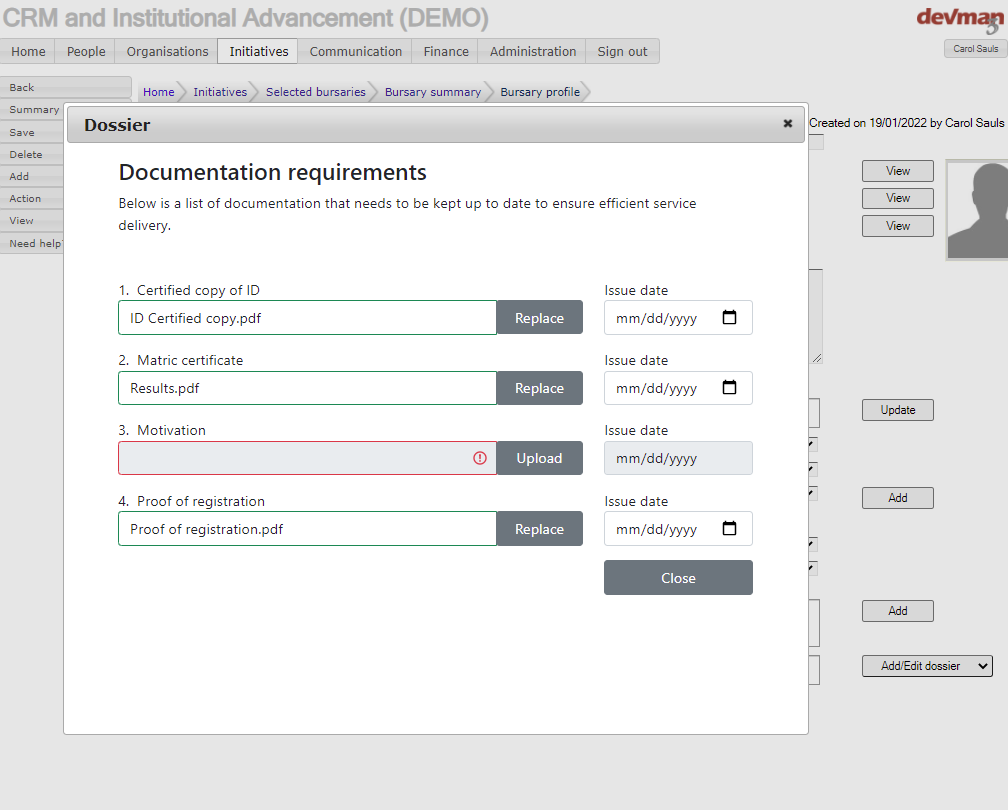 CRM and Institutional Advancement (DEMO)
devman
3
Home People Organisations Initiatives Communication Finance Administration Sign out
Carol Sauls
Back
Summary
Save
Delete
Add
Action
View
Need help?
Home Initiatives Selected bursaries Bursary summary Bursary profile
Created on 19/01/2022 by Carol Sauls
Dossier
Documentation requirements
Below is a list of documentation that needs to be kept up to date to ensure efficient service
delivery.
1. Certified copy of ID Issue date
ID Certified copy.pdf Replace mm/dd/yyyy
2. Matric certificate Issue date
Results.pdf Replace mm/dd/yyyy
3. Motivation Issue date
Upload mm/dd/yyyy
4. Proof of registration Issue date
Proof of registration.pdf Replace mm/dd/yyyy
Close
View
View
View
Update
Add
Add
Add/Edit dossier